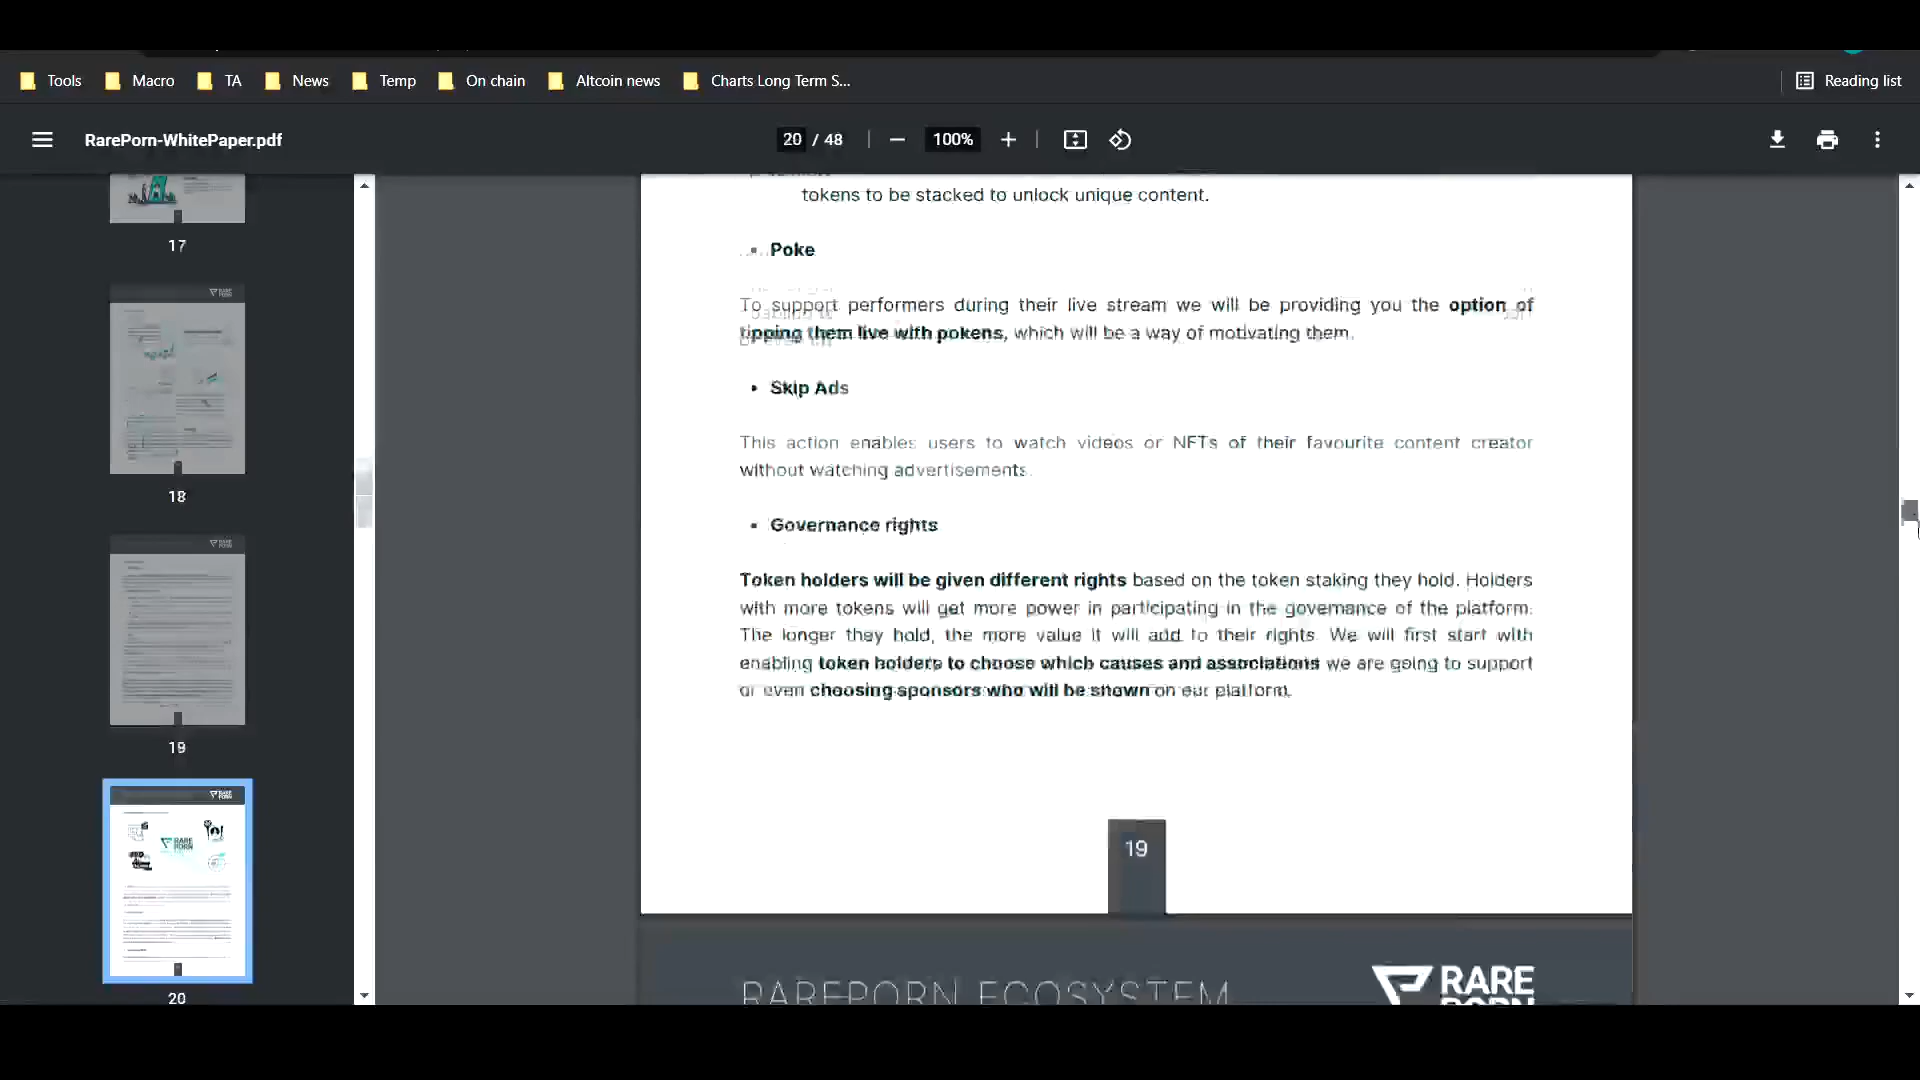 Tools Macro TA News Temp On chain Altcoin news Charts Long Term S... Reading list
RarePorn-WhitePaper.pdf 20 / 48 100%
tokens to be stacked to unlock unique content.
• Poke
To support performers during their live stream we will be providing you the option of
tipping them live with pokens, which will be a way of motivating them.
• Skip Ads
This action enables users to watch videos or NFTs of their favourite content creator
without watching advertisements.
• Governance rights
Token holders will be given different rights based on the token staking they hold. Holders
with more tokens will get more power in participating in the governance of the platform.
The longer they hold, the more value it will add to their rights. We will first start with
enabling token holders to choose which causes and associations we are going to support
or even choosing sponsors who will be shown on our platform.
19
RAREPORN ECOSYSTEM
RARE
PORN
17
RARE
PORN
18
RARE
PORN
19
RARE
PORN
RARE
PORN
20